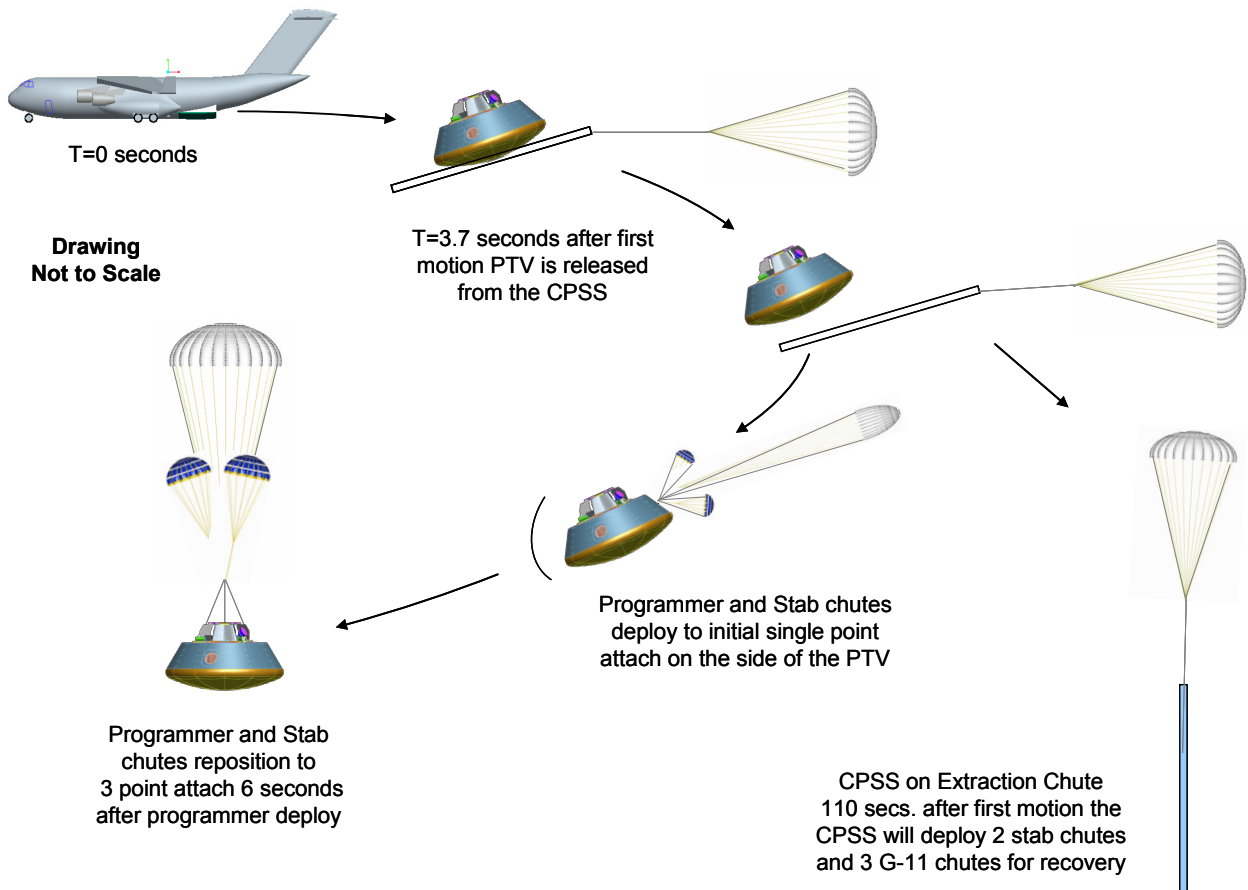 T=0 seconds
Drawing
Not to Scale
T=3.7 seconds after first
motion PTV is released
from the CPSS
Programmer and Stab chutes
deploy to initial single point
attach on the side of the PTV
Programmer and Stab
chutes reposition to
3 point attach 6 seconds
after programmer deploy
CPSS on Extraction Chute
110 secs. after first motion the
CPSS will deploy 2 stab chutes
and 3 G-11 chutes for recovery